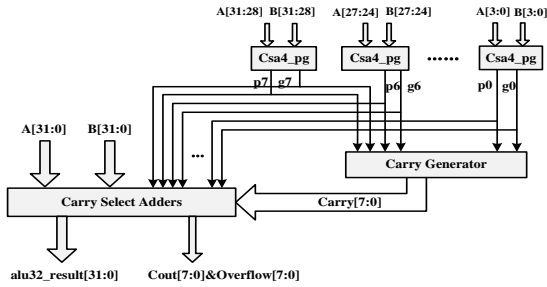 A[31:28] B[31:28] A[27:24] B[27:24] A[3:0] B[3:0]
Csa4_pg Csa4_pg ...... Csa4_pg
p7 g7 p6 g6 p0 g0
A[31:0] B[31:0] ...
Carry Generator
Carry Select Adders Carry[7:0]
alu32_result[31:0] Cout[7:0]&Overflow[7:0]